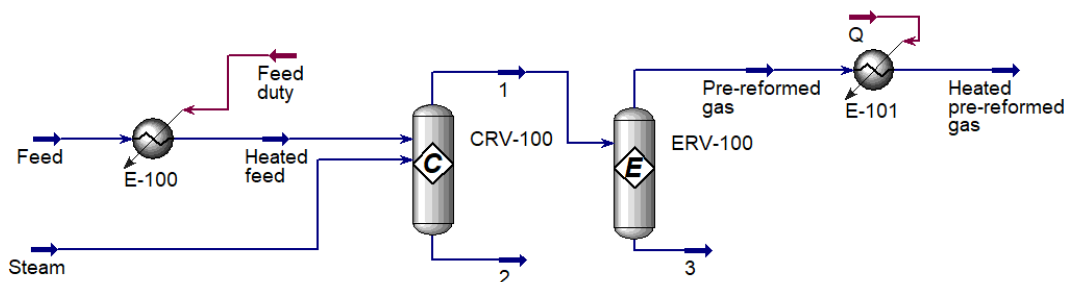 Q
Feed
duty
1
Pre-reformed
gas
E-101
Heated
pre-reformed
gas
CRV-100
ERV-100
Feed
E-100
Heated
feed
C
E
Steam
2
3